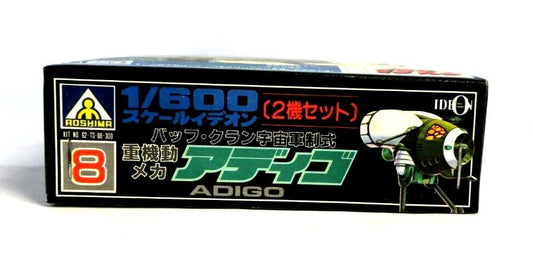 AOSHIMA
KIT NO. G2-TS-06-300
8
1/600
スケールイデオン
〔2機セット〕
バッフ・クラン宇宙軍制式
重機動
メカ
アディゴ
ADIGO
IDEON